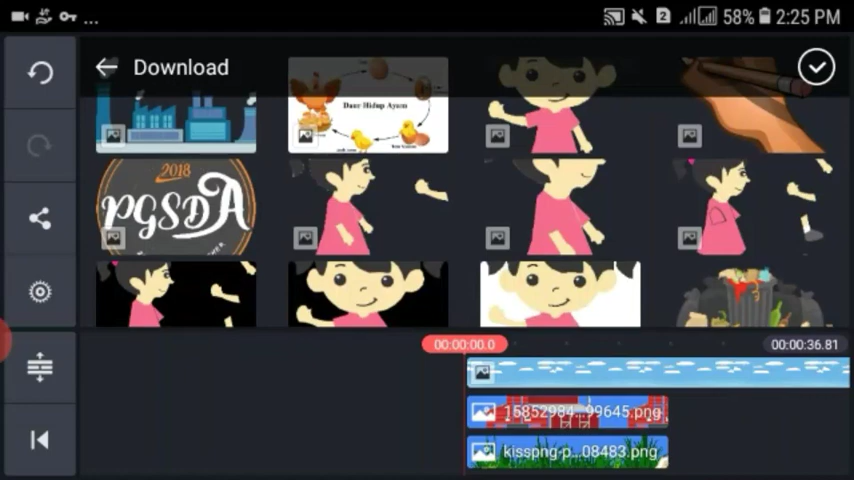 ... 2 58% 2:25 PM
Download
Daur Hidup Ayam
2018
PGSDA
00:00:00.0
00:00:36.81
15852984...99645.png
kisspng-p...08483.png